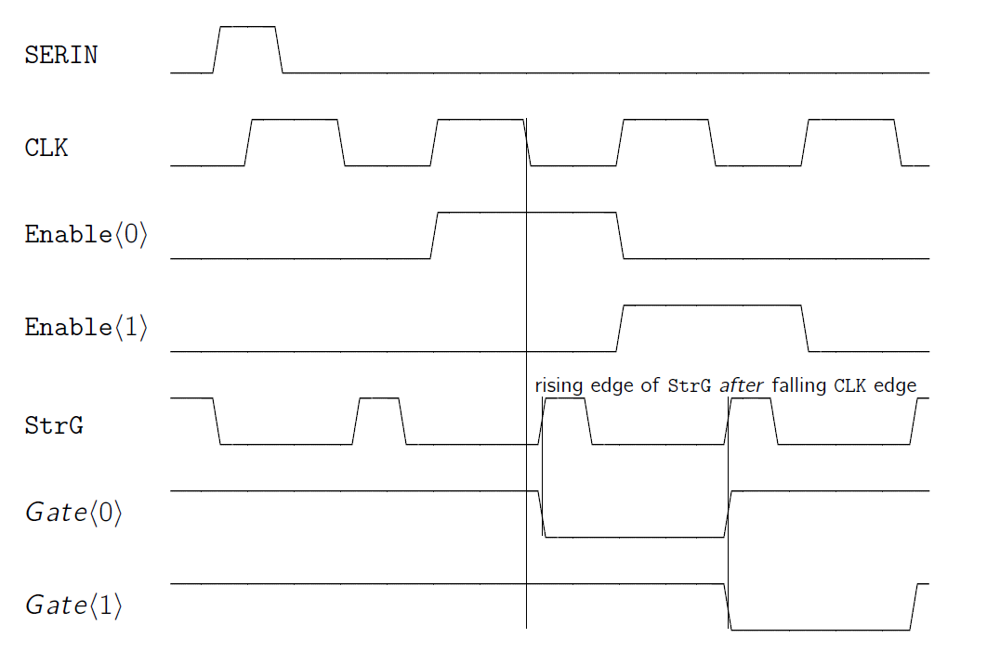 SERIN
CLK
Enable⟨0⟩
Enable⟨1⟩
rising edge of StrG after falling CLK edge
StrG
Gate⟨0⟩
Gate⟨1⟩